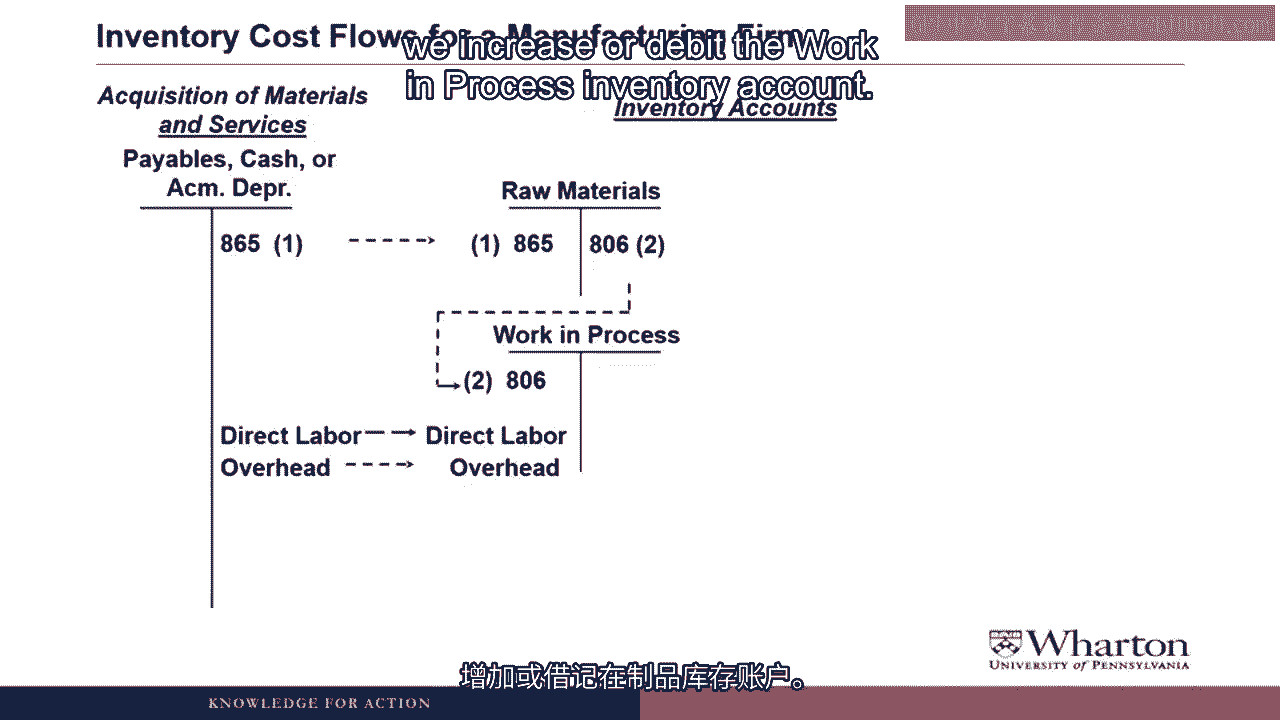 Inventory Cost Flows for a Manufacturing Firm
we increase or debit the Work
in Process inventory account.
Acquisition of Materials
and Services
Inventory Accounts
Payables, Cash, or
Acm. Depr.
Raw Materials
865 (1)
(1) 865
806 (2)
Work in Process
(2) 806
Direct Labor
Direct Labor
Overhead
Overhead
Wharton
UNIVERSITY of PENNSYLVANIA
增加或借记在制品库存账户。
KNOWLEDGE FOR ACTION